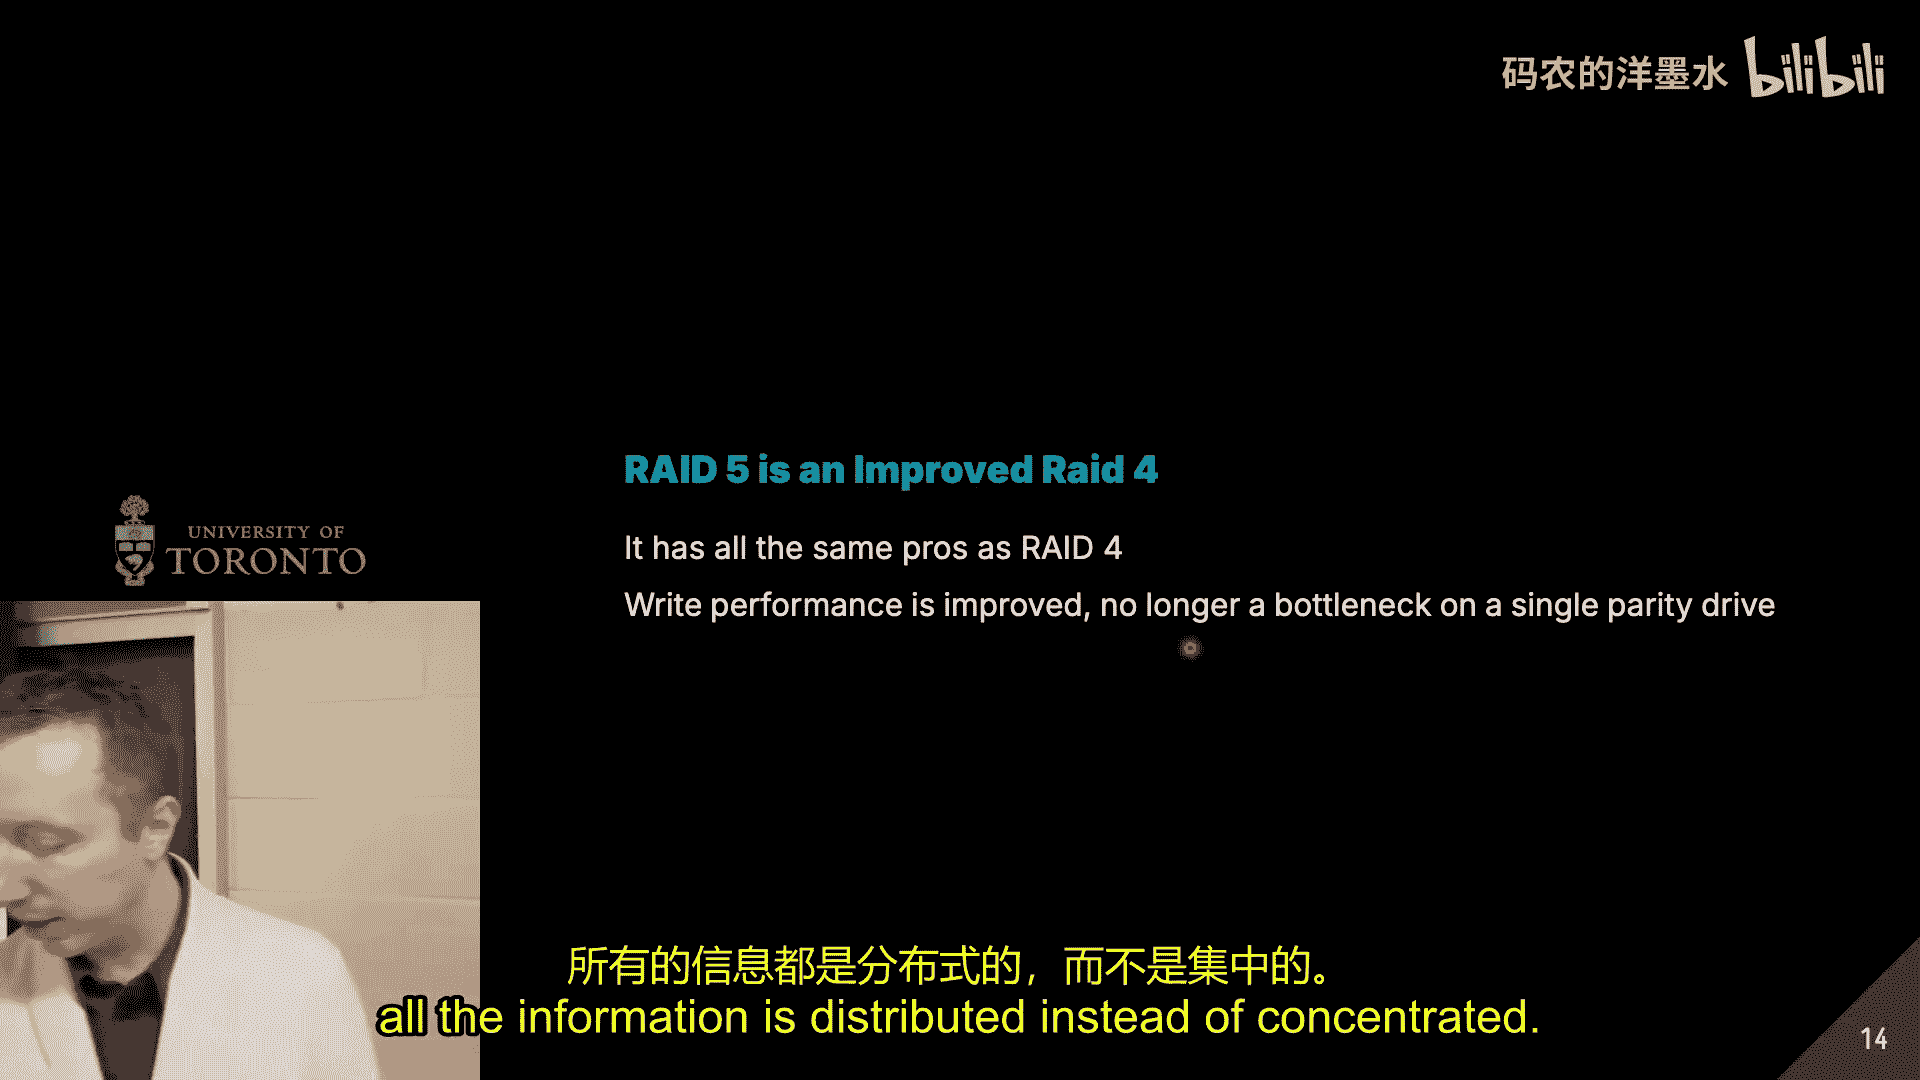 码农的洋墨水 bilibili
RAID 5 is an Improved Raid 4
It has all the same pros as RAID 4
Write performance is improved, no longer a bottleneck on a single parity drive
UNIVERSITY OF
TORONTO
所有的信息都是分布式的，而不是集中的。
all the information is distributed instead of concentrated.
14